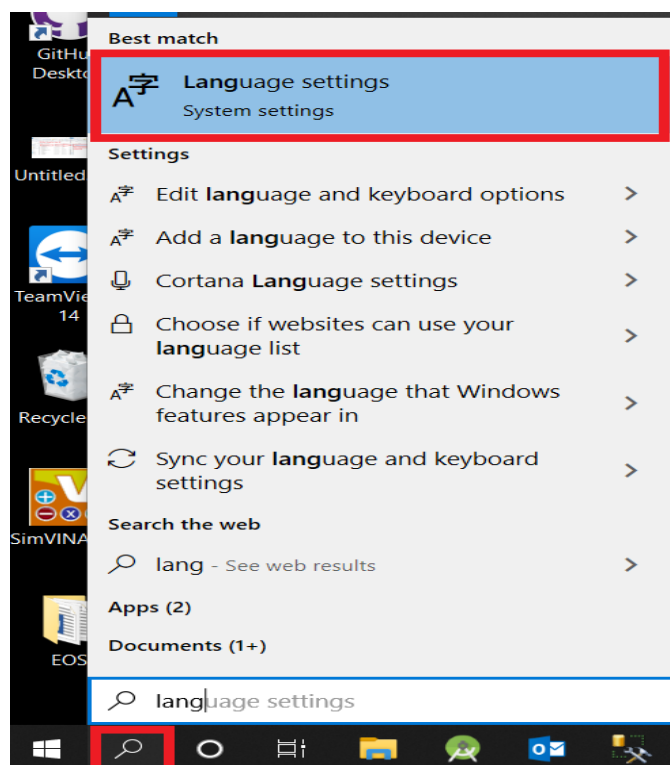 GitHu
Deskto
Untitled
TeamVie
14
Recycle
SimVINA
EOS
Best match
Language settings
System settings
Settings
Edit language and keyboard options
Add a language to this device
Cortana Language settings
Choose if websites can use your
language list
Change the language that Windows
features appear in
Sync your language and keyboard
settings
Search the web
lang - See web results
Apps (2)
Documents (1+)
language settings